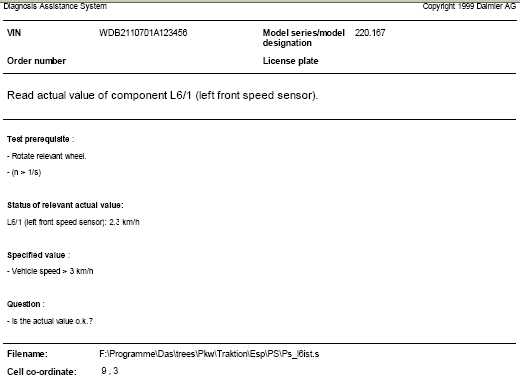 Diagnosis Assistance System Copyright 1999 Daimler AG
VIN WDB2110701A123456 Model series/model designation 220.167
Order number License plate
Read actual value of component L6/1 (left front speed sensor).
Test prerequisite :
- Rotate relevant wheel.
- (n > 1/s)
Status of relevant actual value:
L6/1 (left front speed sensor): 2.3 km/h
Specified value :
- Vehicle speed > 3 km/h
Question :
- Is the actual value o.k.?
Filename: F:\Programme\Das\trees\Pkw\Traktion\Esp\PS\Ps_l6ist.s
Cell co-ordinate: 9 , 3